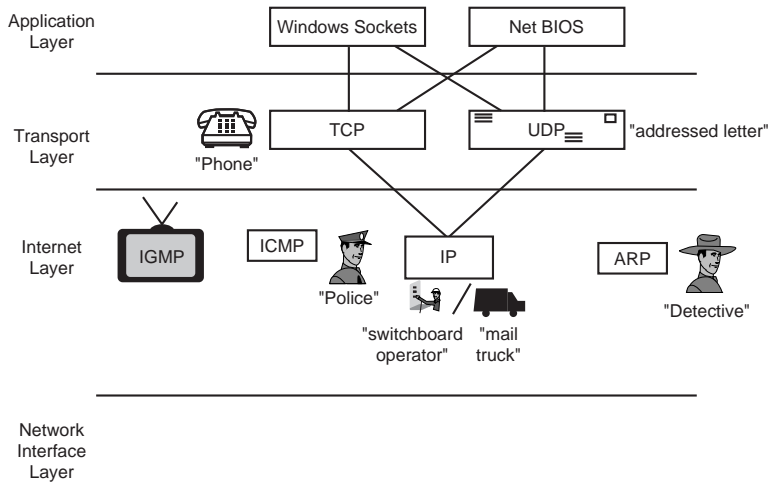 Application
Layer
Windows Sockets
Net BIOS
Transport
Layer
"Phone"
TCP
UDP
"addressed letter"
Internet
Layer
IGMP
ICMP
"Police"
IP
"switchboard
operator"
"mail
truck"
ARP
"Detective"
Network
Interface
Layer